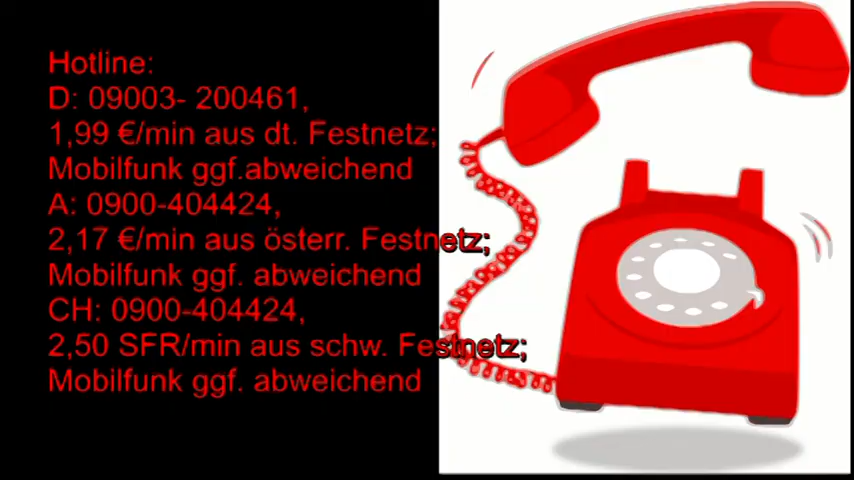 Hotline:
D: 09003- 200461,
1,99 €/min aus dt. Festnetz;
Mobilfunk ggf.abweichend
A: 0900-404424,
2,17 €/min aus österr. Festnetz;
Mobilfunk ggf. abweichend
CH: 0900-404424,
2,50 SFR/min aus schw. Festnetz;
Mobilfunk ggf. abweichend